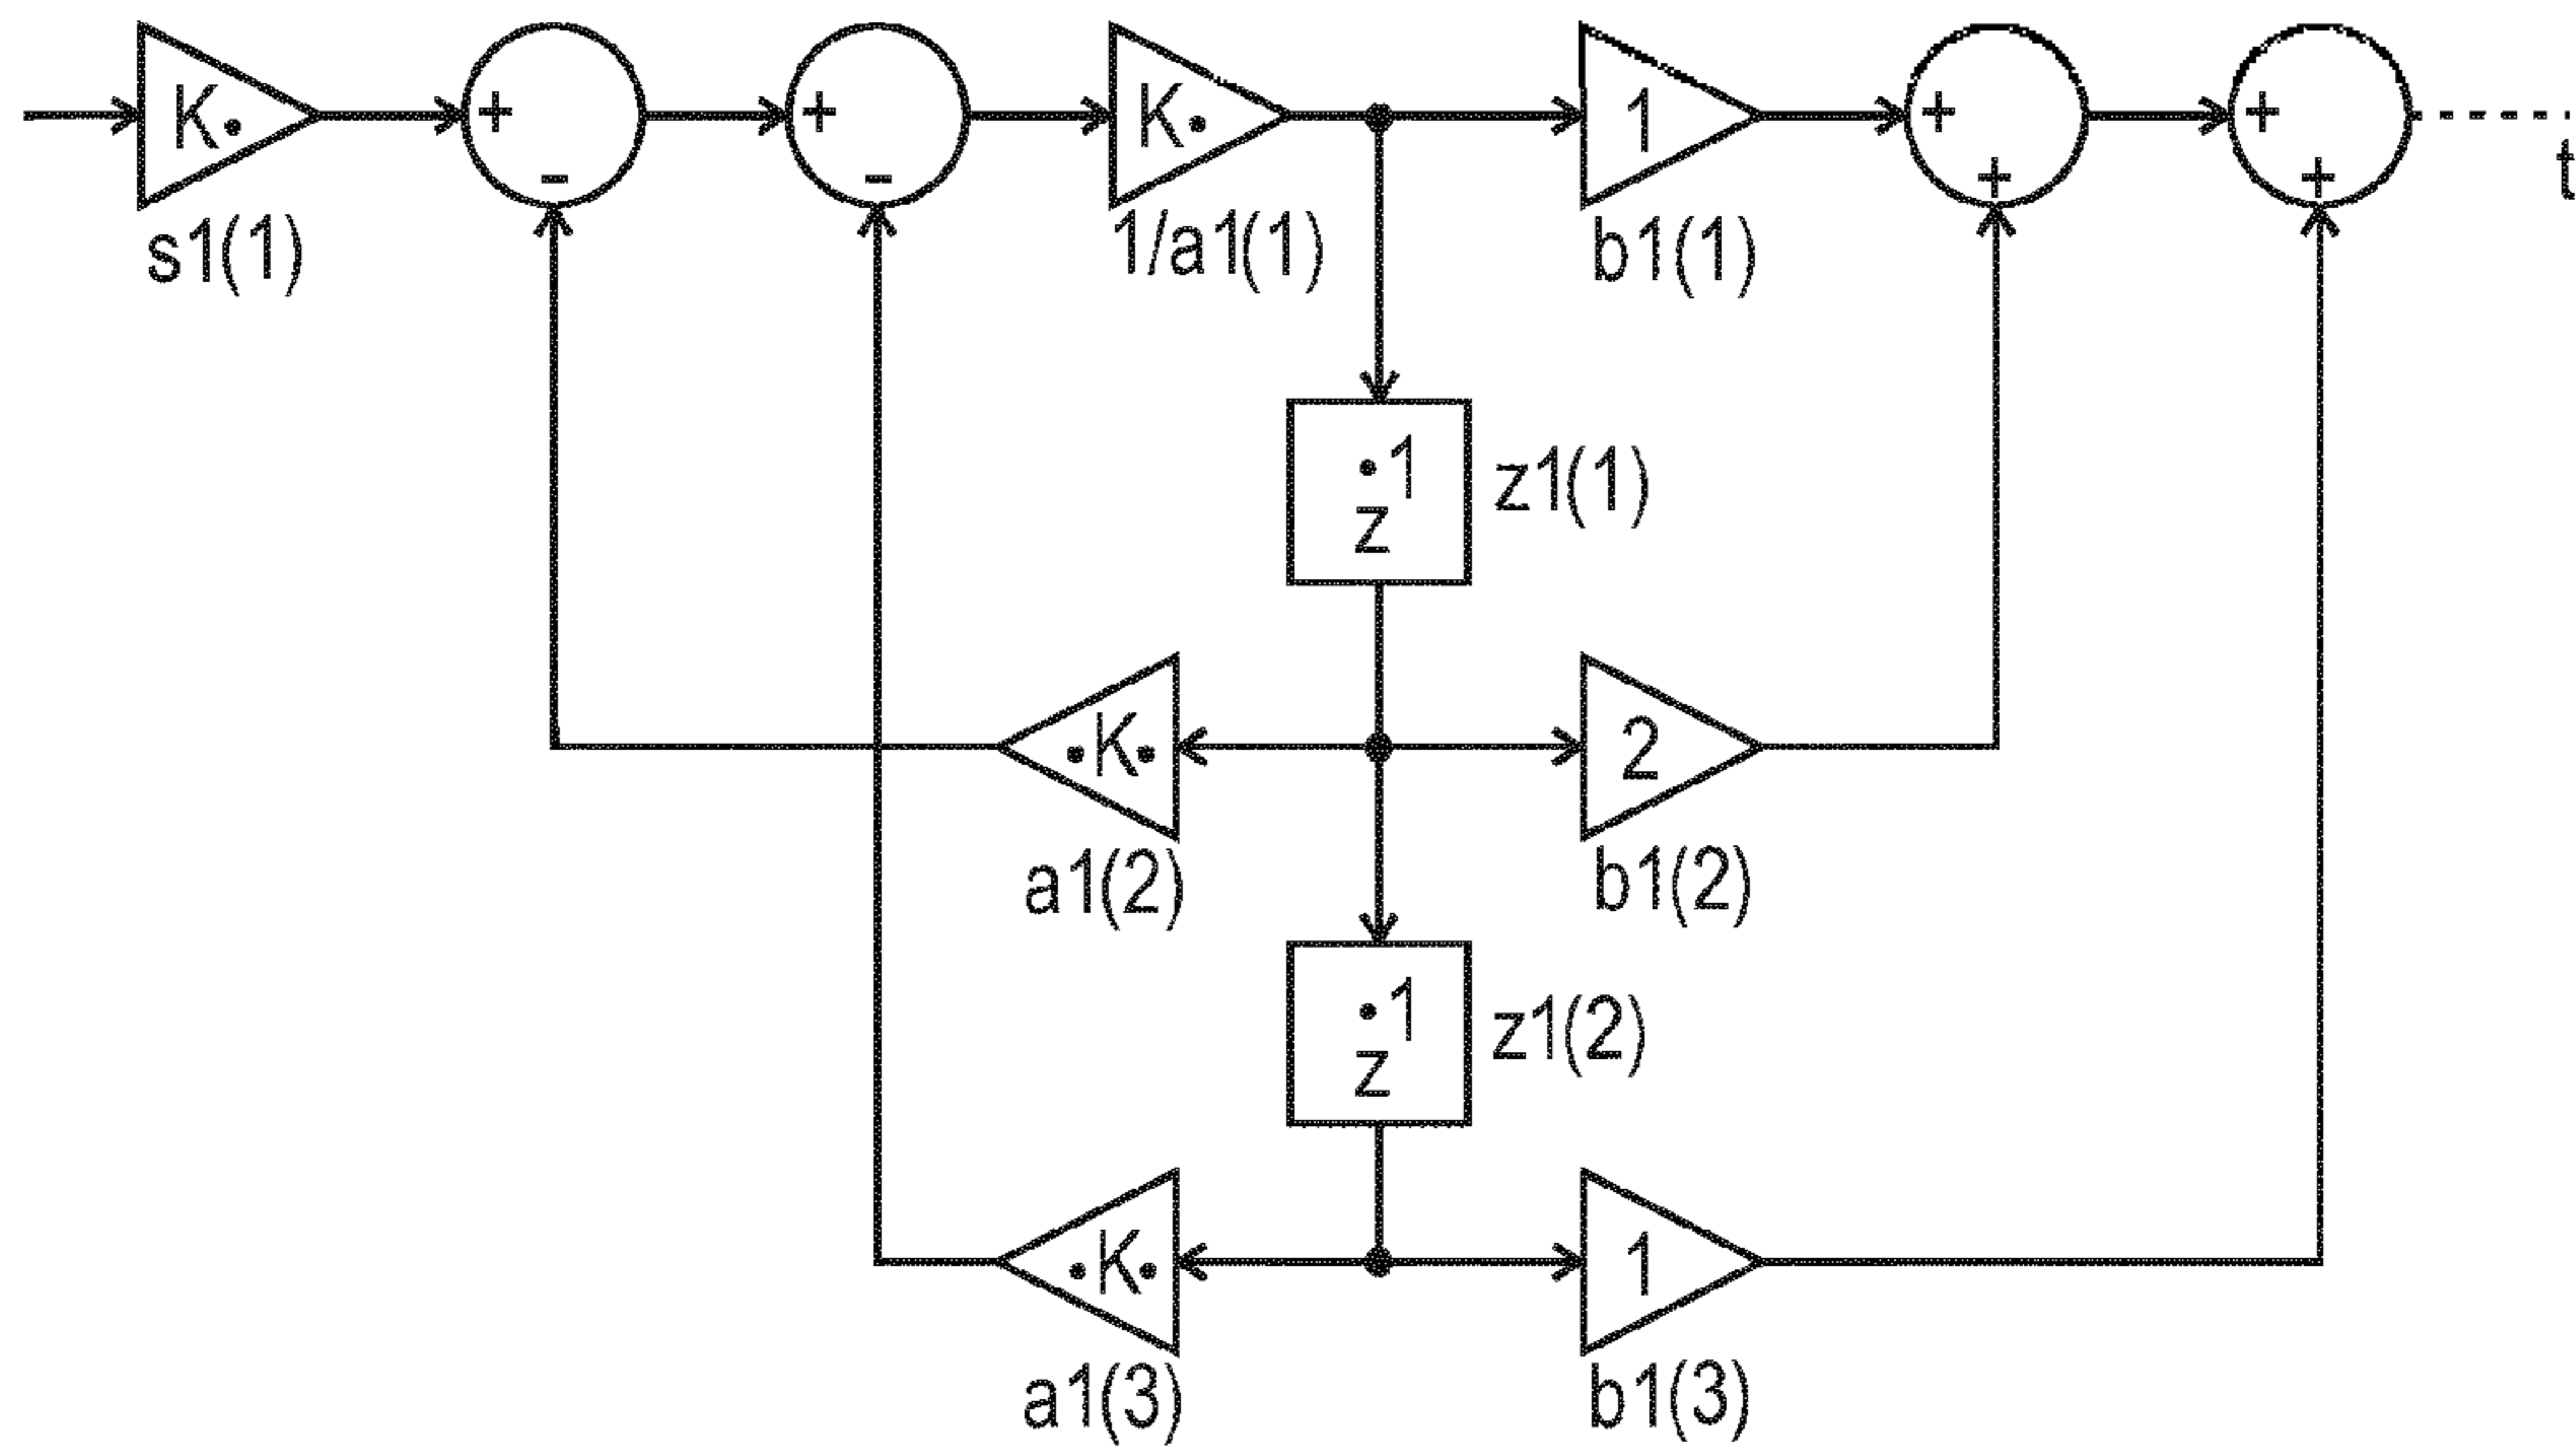 K· + + K· 1 + +
- - + +
t
s1(1) 1/a1(1) b1(1)
·1
z
z1(1)
·K· 2
a1(2) b1(2)
·1
z
z1(2)
·K· 1
a1(3) b1(3)